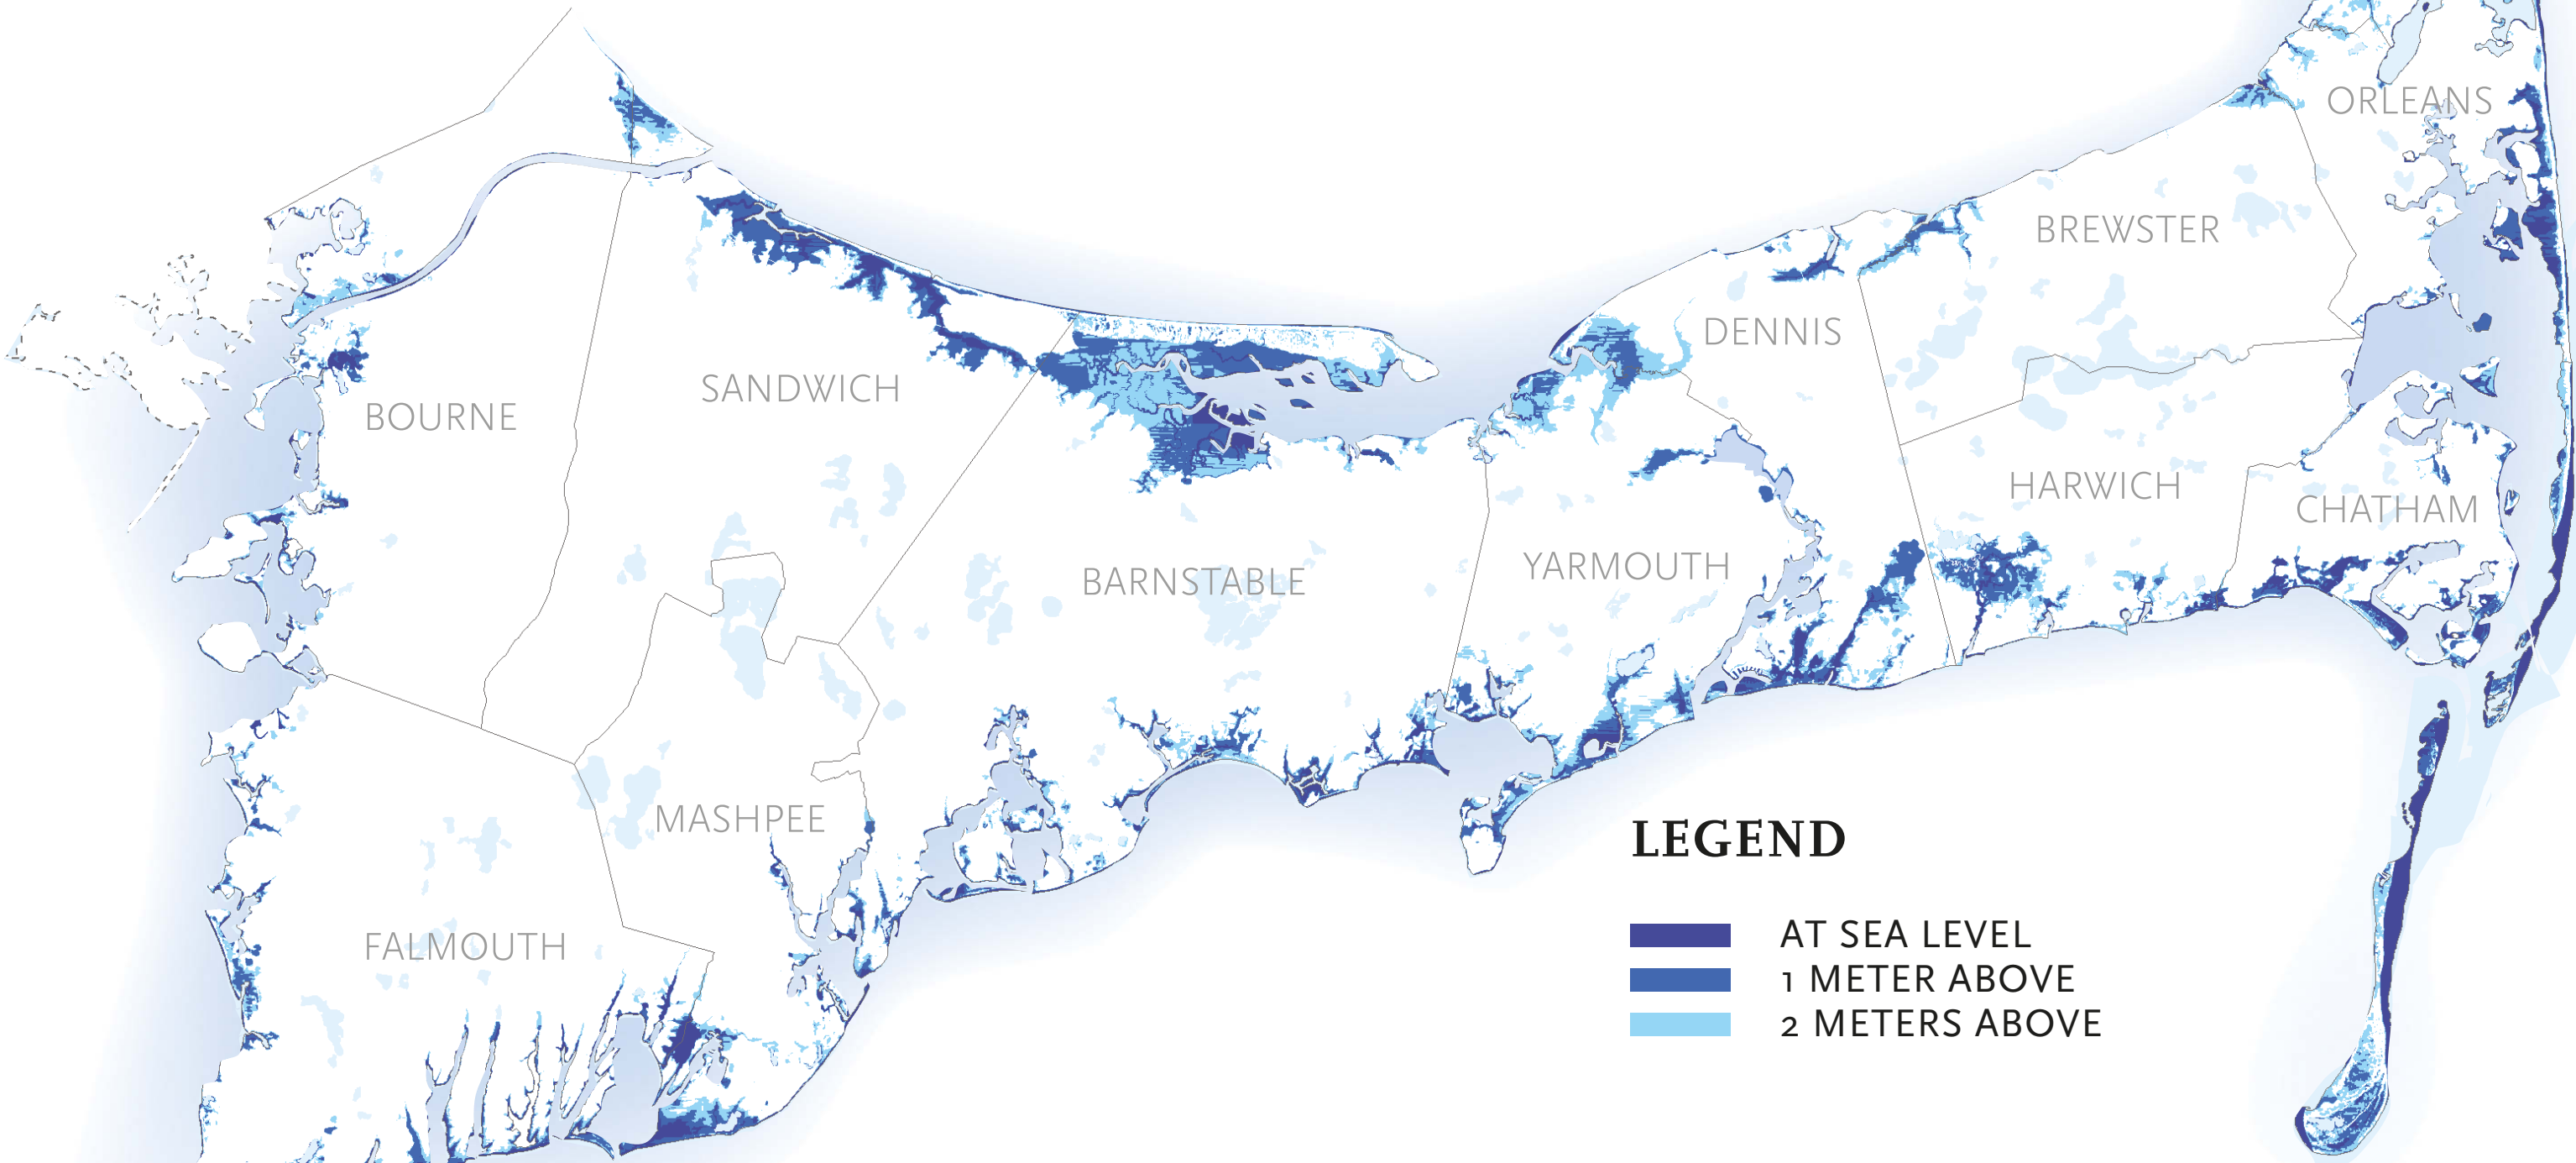 ORLEANS
BREWSTER
DENNIS
SANDWICH
BOURNE
HARWICH
CHATHAM
YARMOUTH
BARNSTABLE
MASHPEE
FALMOUTH
LEGEND
AT SEA LEVEL
1 METER ABOVE
2 METERS ABOVE